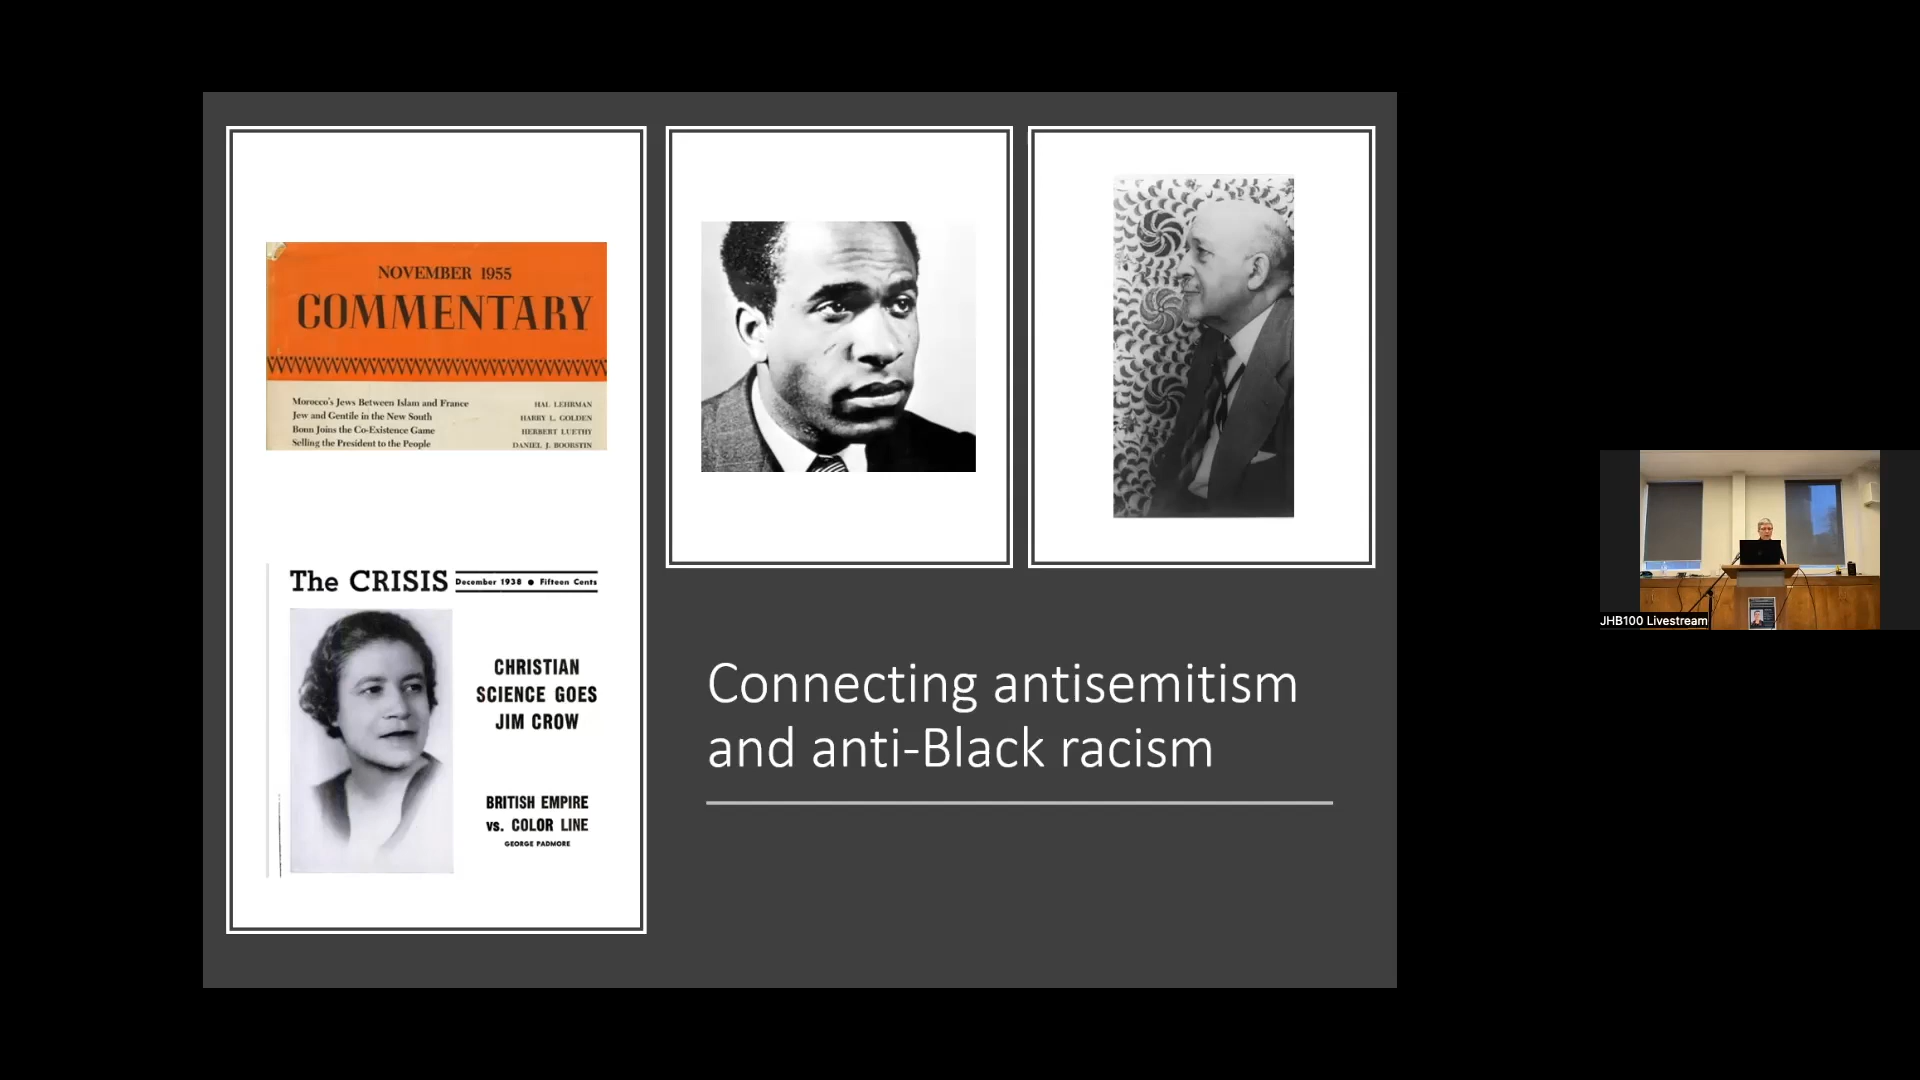 NOVEMBER 1955
COMMENTARY
Morocco's Jews Between Islam and France HAL LEHRMAN
Jew and Gentile in the New South HARRY L. GOLDEN
Bonn Joins the Co-Existence Game HERBERT LUETHY
Selling the President to the People DANIEL J. BOORSTIN
The CRISIS December 1938 ● Fifteen Cents
CHRISTIAN
SCIENCE GOES
JIM CROW
BRITISH EMPIRE
vs. COLOR LINE
GEORGE PADMORE
Connecting antisemitism
and anti-Black racism
JHB100 Livestream